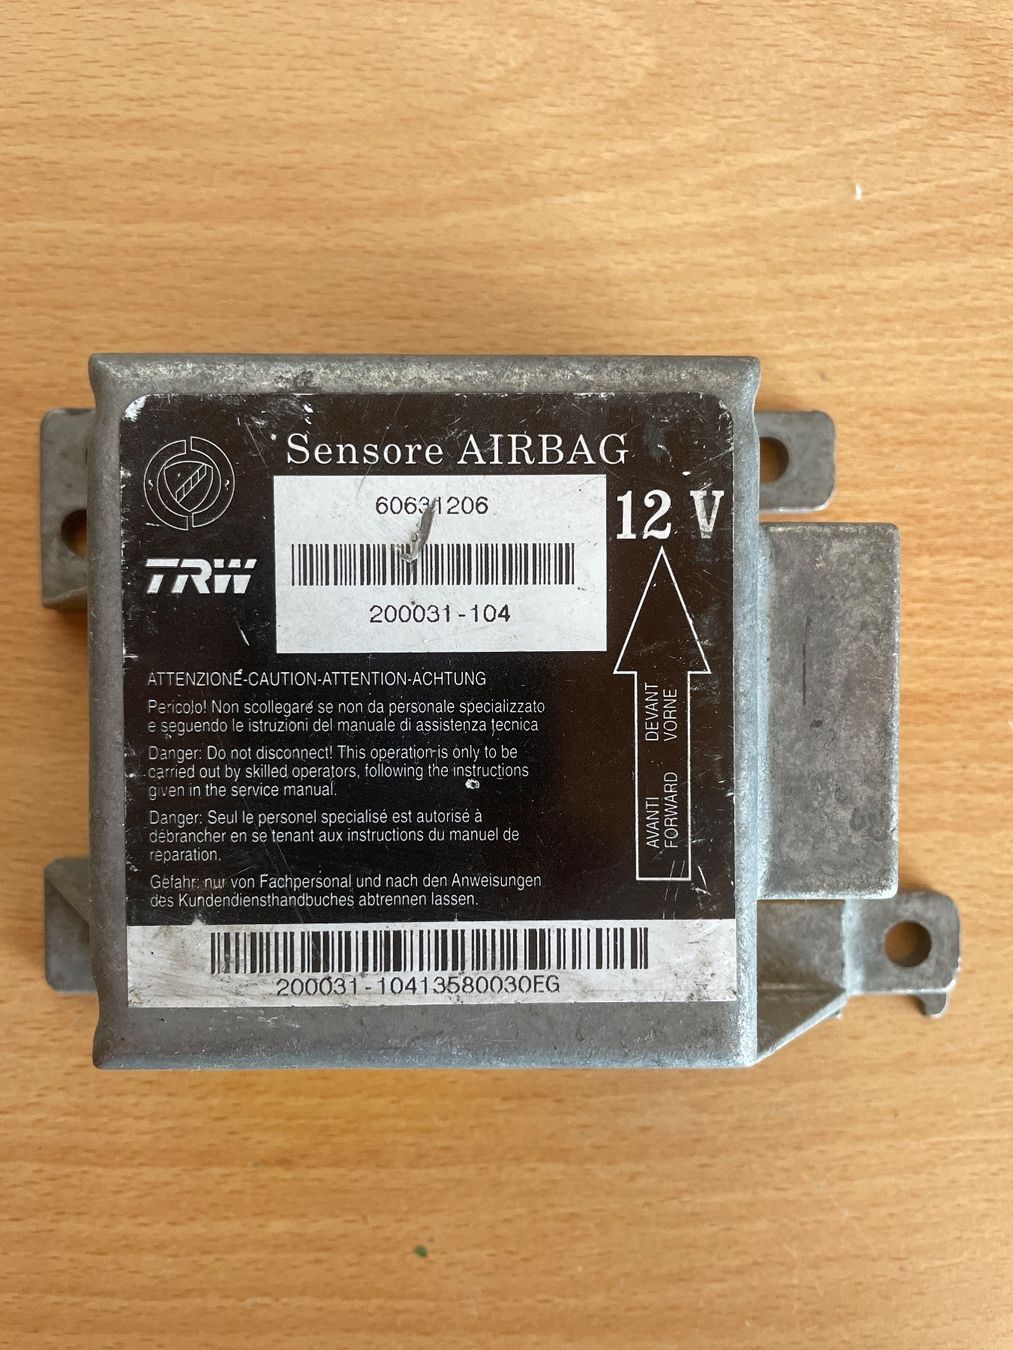 Sensore AIRBAG
60631206
12 V
TRW
200031-104
ATTENZIONE-CAUTION-ATTENTION-ACHTUNG
Pericolo! Non scollegare se non da personale specializzato
e seguendo le istruzioni del manuale di assistenza tecnica
Danger: Do not disconnect! This operation is only to be
carried out by skilled operators, following the instructions
given in the service manual.
Danger: Seul le personel specialisé est autorisé à
débrancher en se tenant aux instructions du manuel de
réparation.
Gefahr: nur von Fachpersonal und nach den Anweisungen
des Kundendiensthandbuches abtrennen lassen.
AVANTI DEVANT
FORWARD VORNE
200031-10413580030EG